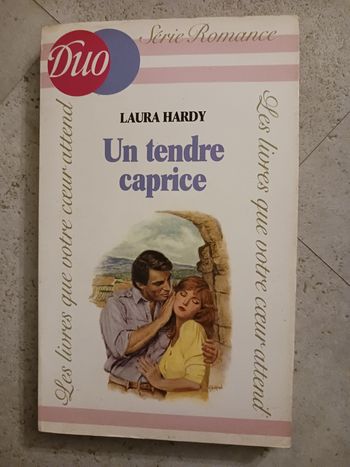 Duo
Série Romance
LAURA HARDY
Un tendre
caprice
Les livres que votre cœur attend
Les livres que votre cœur attend